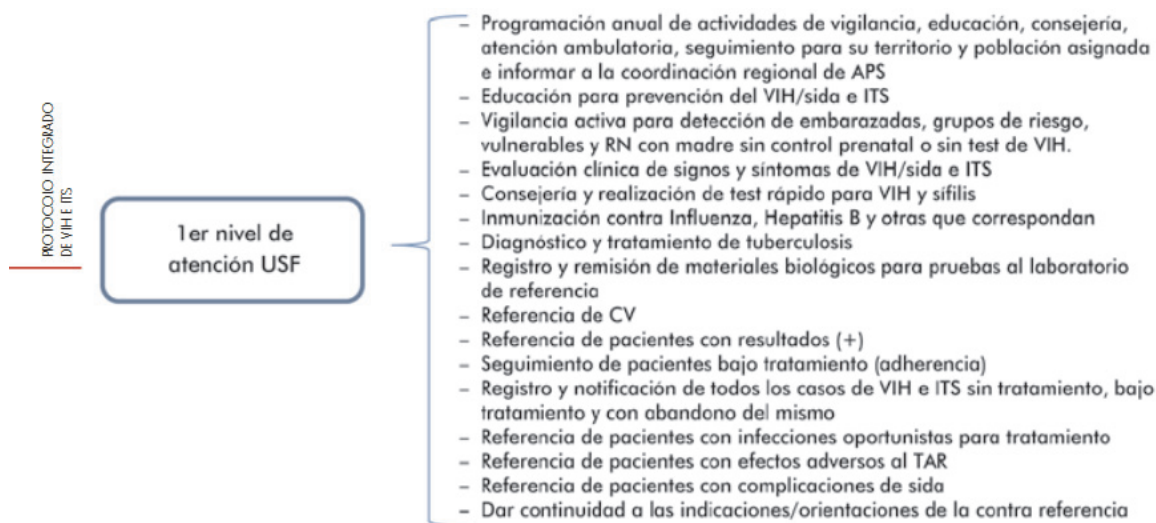 PROTOCOLO INTEGRADO
DE VIH E ITS
1er nivel de
atención USF
– Programación anual de actividades de vigilancia, educación, consejería,
atención ambulatoria, seguimiento para su territorio y población asignada
e informar a la coordinación regional de APS
– Educación para prevención del VIH/sida e ITS
– Vigilancia activa para detección de embarazadas, grupos de riesgo,
vulnerables y RN con madre sin control prenatal o sin test de VIH.
– Evaluación clínica de signos y síntomas de VIH/sida e ITS
– Consejería y realización de test rápido para VIH y sífilis
– Inmunización contra Influenza, Hepatitis B y otras que correspondan
– Diagnóstico y tratamiento de tuberculosis
– Registro y remisión de materiales biológicos para pruebas al laboratorio
de referencia
– Referencia de CV
– Referencia de pacientes con resultados (+)
– Seguimiento de pacientes bajo tratamiento (adherencia)
– Registro y notificación de todos los casos de VIH e ITS sin tratamiento, bajo
tratamiento y con abandono del mismo
– Referencia de pacientes con infecciones oportunistas para tratamiento
– Referencia de pacientes con efectos adversos al TAR
– Referencia de pacientes con complicaciones de sida
– Dar continuidad a las indicaciones/orientaciones de la contra referencia